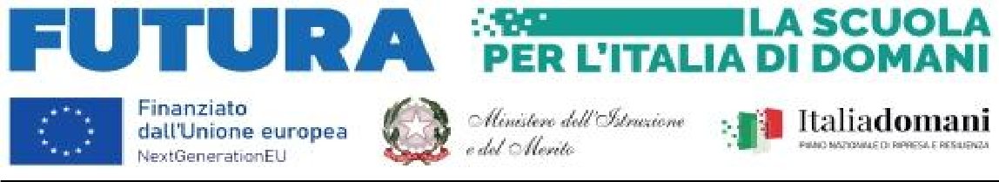 FUTURA
LA SCUOLA
PER L'ITALIA DI DOMANI
Finanziato
dall'Unione europea
NextGenerationEU
Ministero dell'Istruzione
e del Merito
Italiadomani
PIANO NAZIONALE DI RIPRESA E RESILIENZA